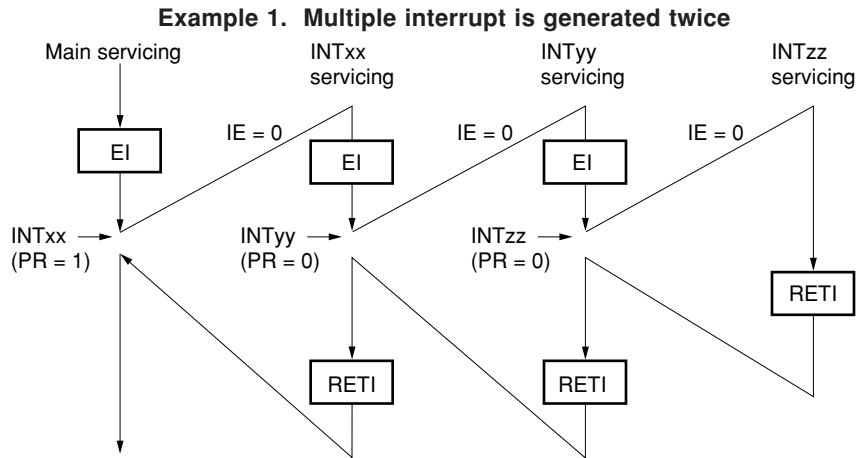 Example 1. Multiple interrupt is generated twice
Main servicing
INTxx
servicing
INTyy
servicing
INTzz
servicing
IE = 0
IE = 0
IE = 0
EI
EI
EI
INTxx
(PR = 1)
INTyy
(PR = 0)
INTzz
(PR = 0)
RETI
RETI
RETI